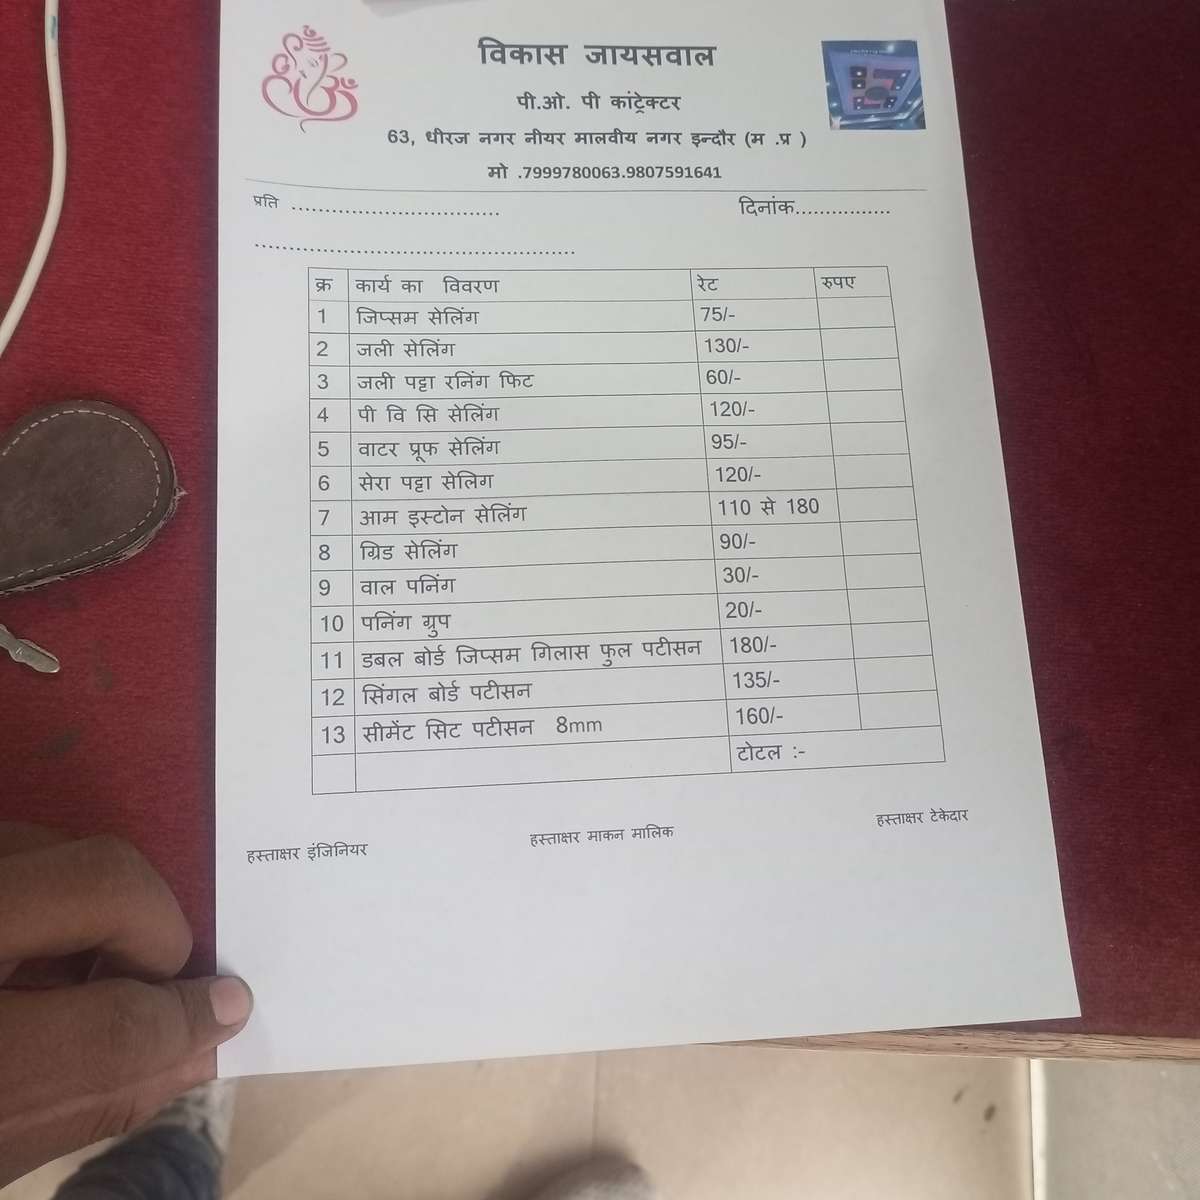 विकास जायसवाल
पी.ओ. पी कांट्रेक्टर
63, धीरज नगर नीयर मालवीय नगर इन्दौर (म .प्र )
मो .7999780063.9807591641
प्रति ................................
दिनांक................
................................................
क्र कार्य का विवरण रेट रुपए
1 जिप्सम सेलिंग 75/-
2 जली सेलिंग 130/-
3 जली पट्टा रनिंग फिट 60/-
4 पी वि सि सेलिंग 120/-
5 वाटर प्रूफ सेलिंग 95/-
6 सेरा पट्टा सेलिंग 120/-
7 आम इस्टोन सेलिंग 110 से 180
8 ग्रिड सेलिंग 90/-
9 वाल पनिंग 30/-
10 पनिंग ग्रुप 20/-
11 डबल बोर्ड जिप्सम गिलास फुल पटीसन 180/-
12 सिंगल बोर्ड पटीसन 135/-
13 सीमेंट सिट पटीसन 8mm 160/-
टोटल :-
हस्ताक्षर इंजिनियर हस्ताक्षर माकन मालिक हस्ताक्षर टेकेदार